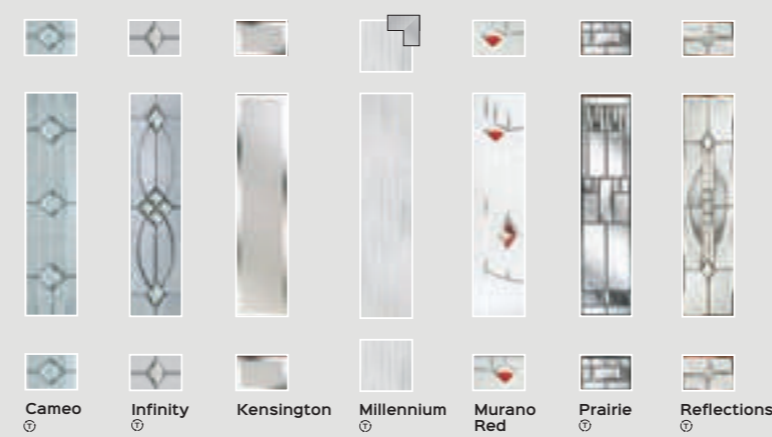 Cameo
Ⓣ
Infinity
Ⓣ
Kensington
Millennium
Ⓣ
Murano
Red
Prairie
Ⓣ
Reflections
Ⓣ